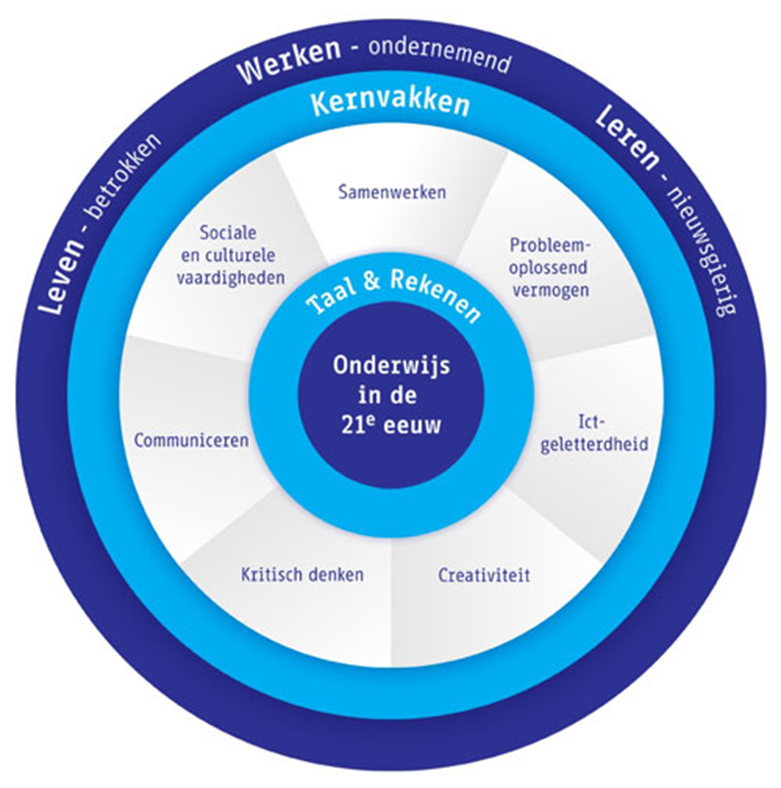 Werken - ondernemend
Leven - betrokken
Leren - nieuwsgierig
Kernvakken
Samenwerken
Sociale
en culturele
vaardigheden
Probleem-
oplossend
vermogen
Taal & Rekenen
Onderwijs
in de
21e eeuw
Communiceren
Ict-
geletterdheid
Kritisch denken
Creativiteit